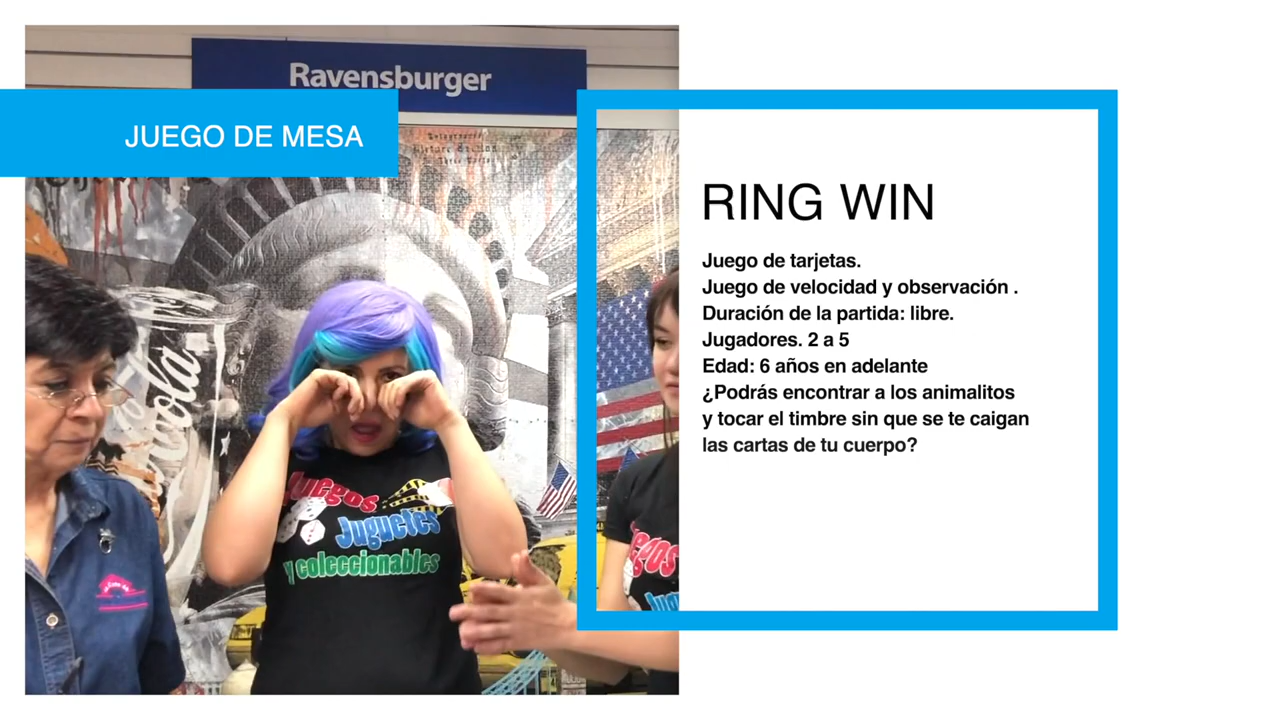 Ravensburger
JUEGO DE MESA
RING WIN
Juego de tarjetas.
Juego de velocidad y observación .
Duración de la partida: libre.
Jugadores. 2 a 5
Edad: 6 años en adelante
¿Podrás encontrar a los animalitos
y tocar el timbre sin que se te caigan
las cartas de tu cuerpo?
Juegos
Juguetes
y coleccionables